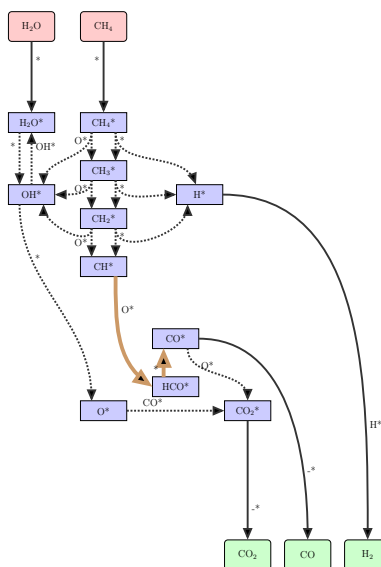 H₂O
CH₄
*
*
H₂O*
CH₄*
*
OH*
O*
*
CH₃*
OH*
O*
*
H*
CH₂*
O*
*
CH*
*
O*
CO*
*
O*
HCO*
O*
CO*
CO₂*
H*
-*
-*
CO₂
CO
H₂